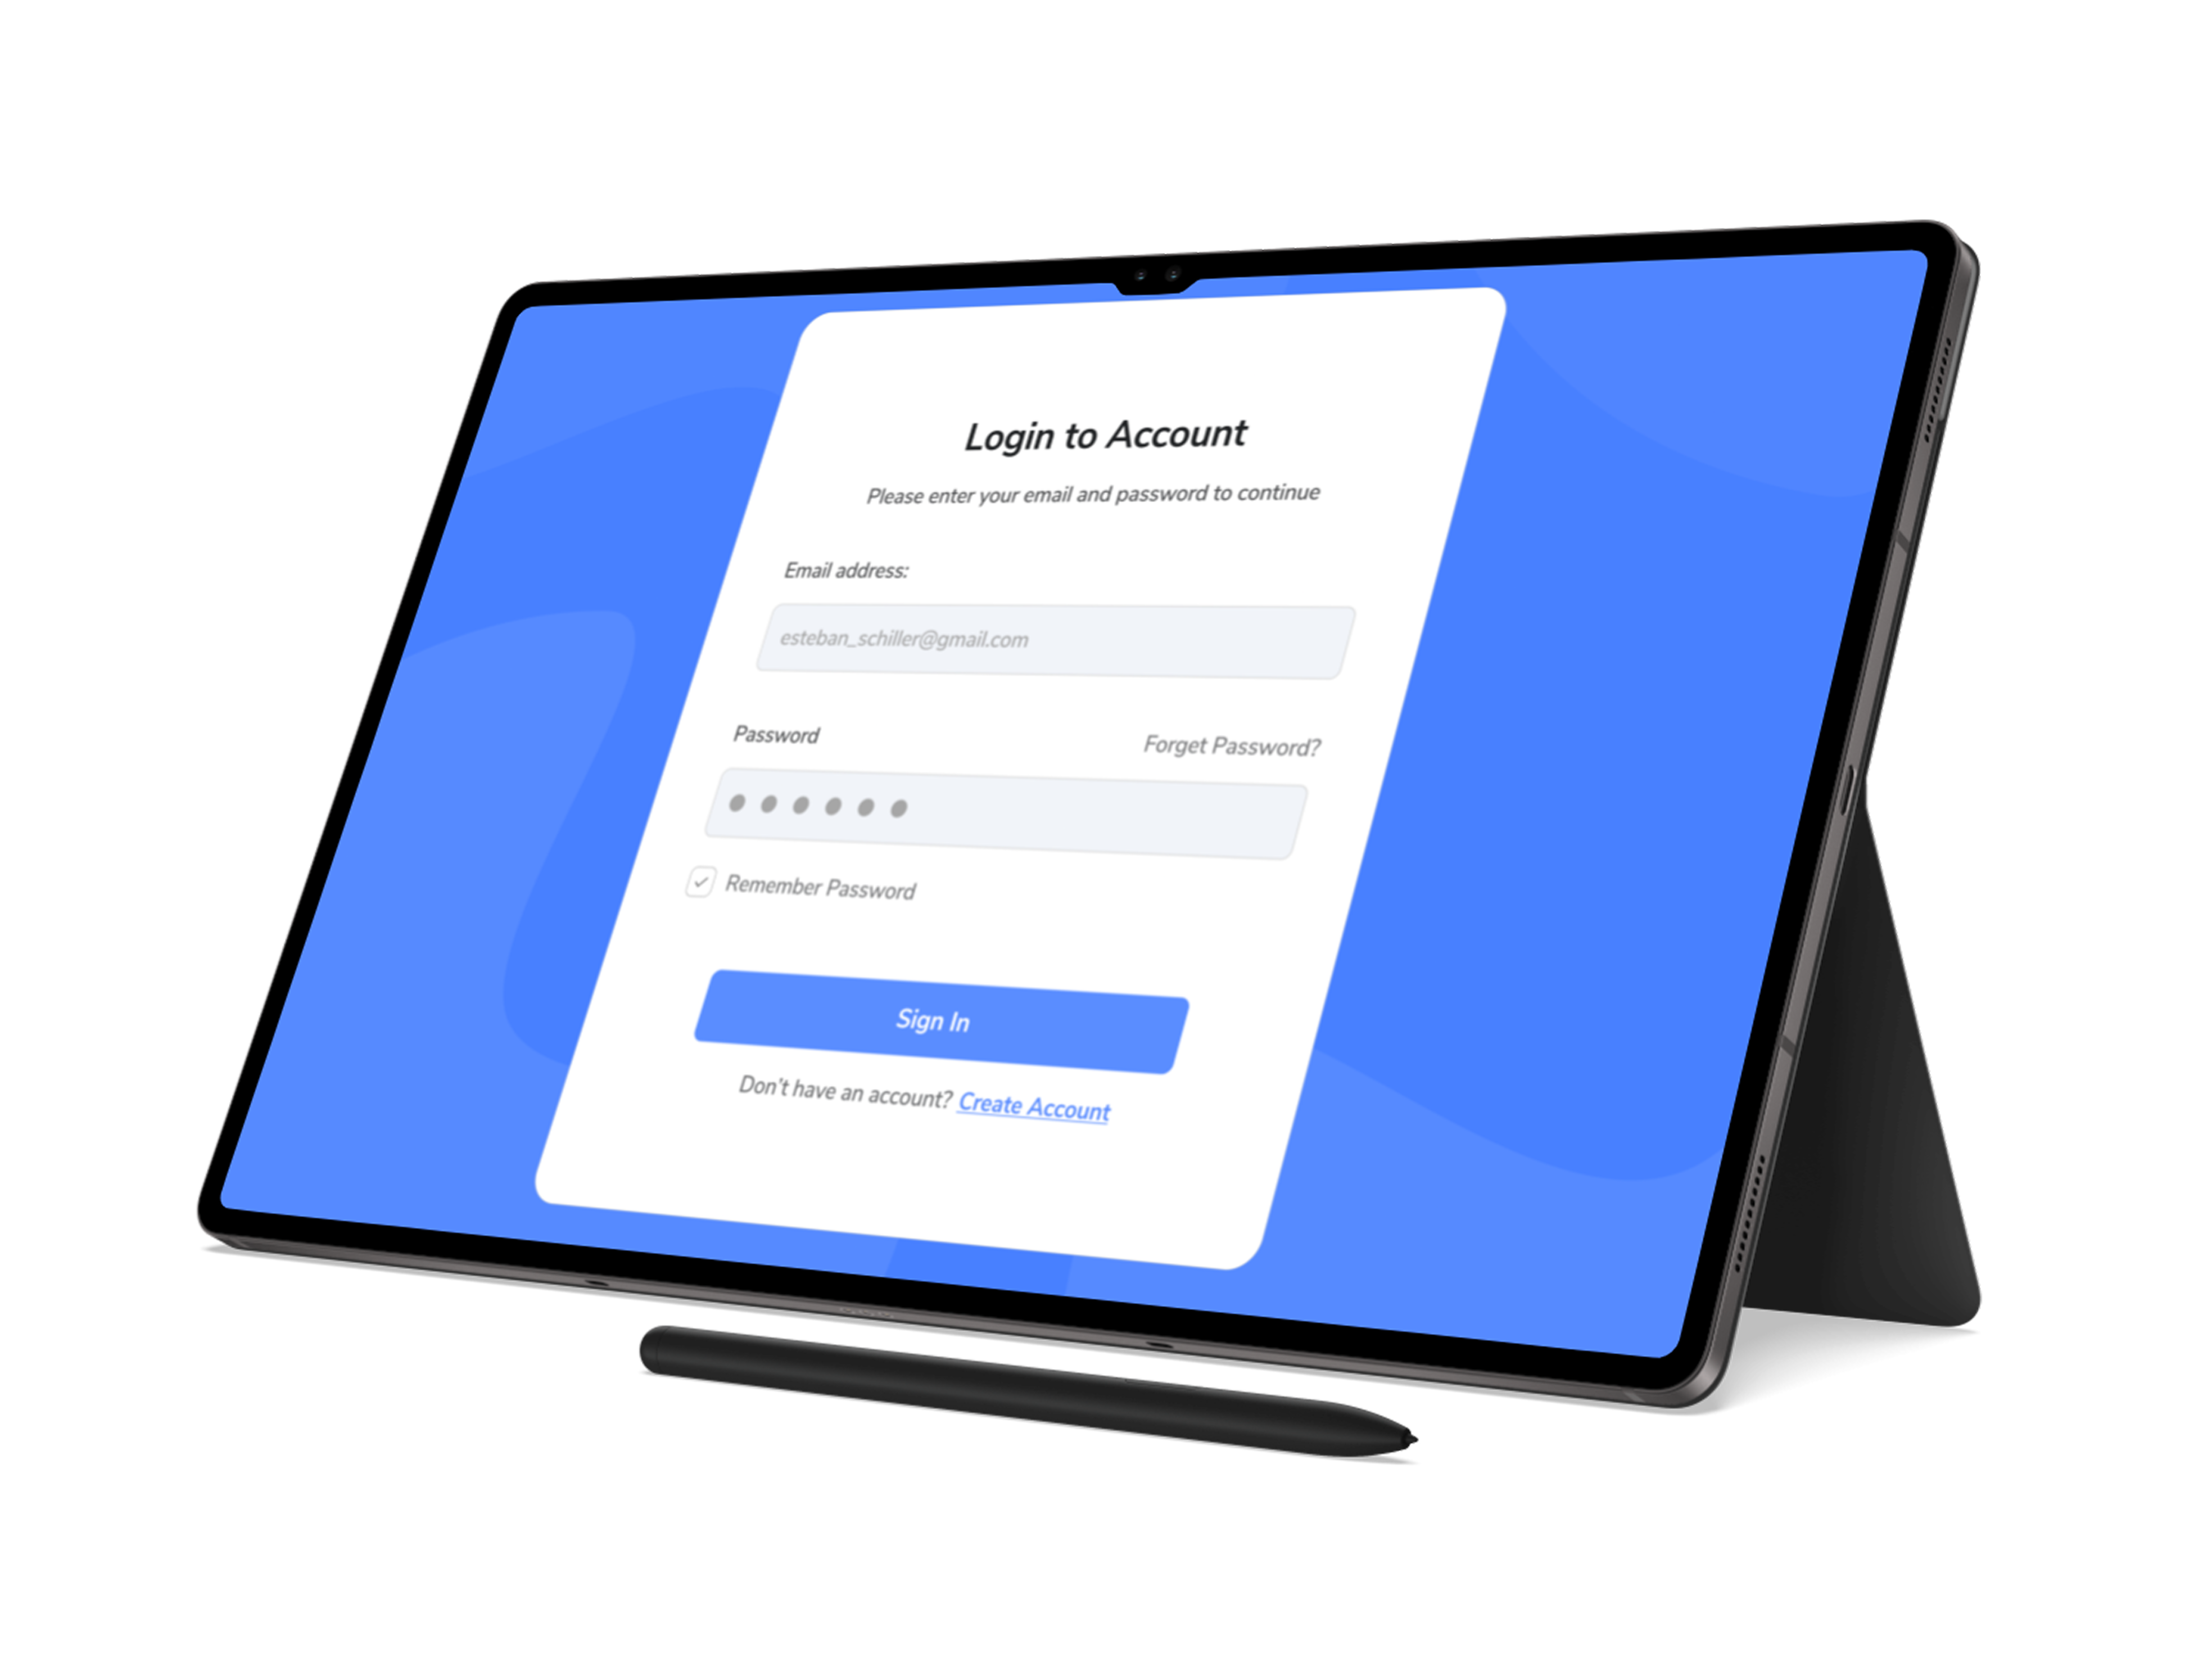 Login to Account
Please enter your email and password to continue
Email address:
esteban_schiller@gmail.com
Password
Forget Password?
Remember Password
Sign In
Don't have an account? Create Account